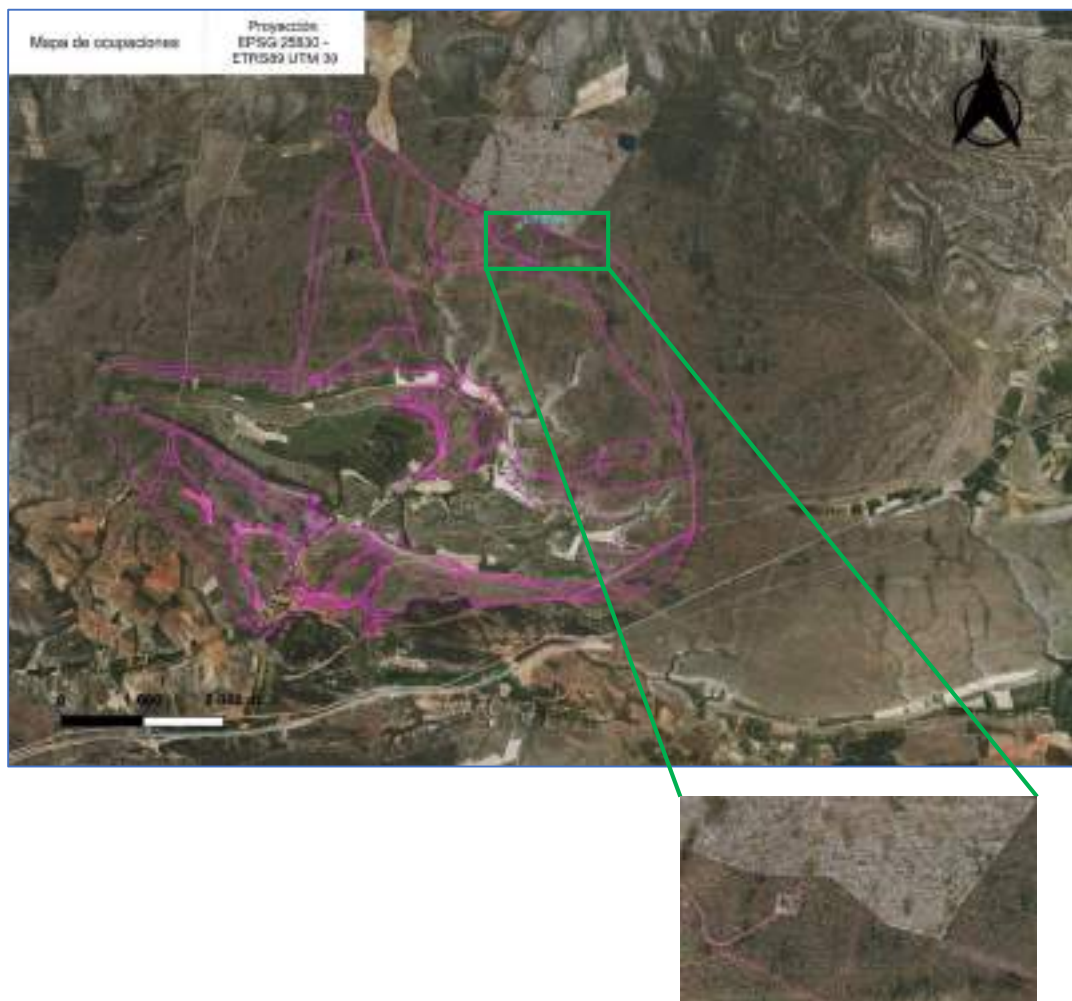 Mapa de ocupaciones
Proyección
EPSG 25830 -
ETRS89 UTM 30
N
0